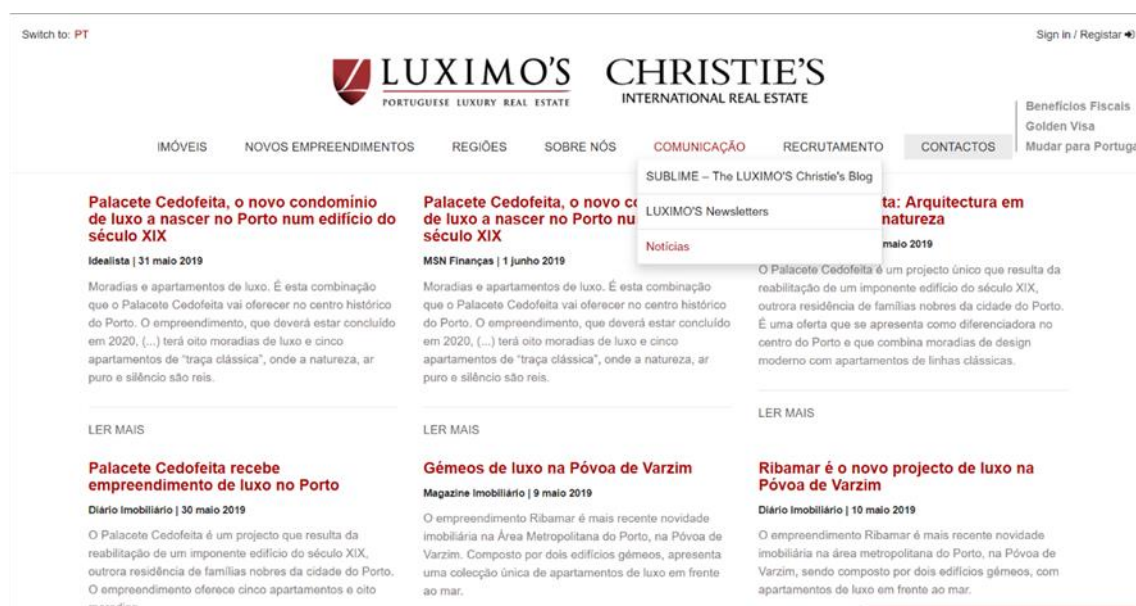 Switch to: PT
Sign in / Registar
LUXIMO'S
PORTUGUESE LUXURY REAL ESTATE
CHRISTIE'S
INTERNATIONAL REAL ESTATE
Benefícios Fiscais
Golden Visa
Mudar para Portuga
IMÓVEIS NOVOS EMPREENDIMENTOS REGIÕES SOBRE NÓS COMUNICAÇÃO RECRUTAMENTO CONTACTOS
SUBLIME – The LUXIMO'S Christie's Blog
LUXIMO'S Newsletters
Notícias
Palacete Cedofeita, o novo condomínio
de luxo a nascer no Porto num edifício do
século XIX
Idealista | 31 maio 2019
Moradias e apartamentos de luxo. É esta combinação
que o Palacete Cedofeita vai oferecer no centro histórico
do Porto. O empreendimento, que deverá estar concluído
em 2020, (...) terá oito moradias de luxo e cinco
apartamentos de “traça clássica”, onde a natureza, ar
puro e silêncio são reis.
LER MAIS
Palacete Cedofeita, o novo co
de luxo a nascer no Porto nu
século XIX
MSN Finanças | 1 junho 2019
Moradias e apartamentos de luxo. É esta combinação
que o Palacete Cedofeita vai oferecer no centro histórico
do Porto. O empreendimento, que deverá estar concluído
em 2020, (...) terá oito moradias de luxo e cinco
apartamentos de “traça clássica”, onde a natureza, ar
puro e silêncio são reis.
LER MAIS
ta: Arquitectura em
natureza
maio 2019
O Palacete Cedofeita é um projecto único que resulta da
reabilitação de um imponente edifício do século XIX,
outrora residência de famílias nobres da cidade do Porto.
É uma oferta que se apresenta como diferenciadora no
centro do Porto e que combina moradias de design
moderno com apartamentos de linhas clássicas.
LER MAIS
Palacete Cedofeita recebe
empreendimento de luxo no Porto
Diário Imobiliário | 30 maio 2019
O Palacete Cedofeita é um projecto que resulta da
reabilitação de um imponente edifício do século XIX,
outrora residência de famílias nobres da cidade do Porto.
O empreendimento oferece cinco apartamentos e oito
Gémeos de luxo na Póvoa de Varzim
Magazine Imobiliário | 9 maio 2019
O empreendimento Ribamar é mais recente novidade
imobiliária na Área Metropolitana do Porto, na Póvoa de
Varzim. Composto por dois edifícios gémeos, apresenta
uma colecção única de apartamentos de luxo em frente
ao mar.
Ribamar é o novo projecto de luxo na
Póvoa de Varzim
Diário Imobiliário | 10 maio 2019
O empreendimento Ribamar é mais recente novidade
imobiliária na área metropolitana do Porto, na Póvoa de
Varzim, sendo composto por dois edifícios gémeos, com
apartamentos de luxo em frente ao mar.